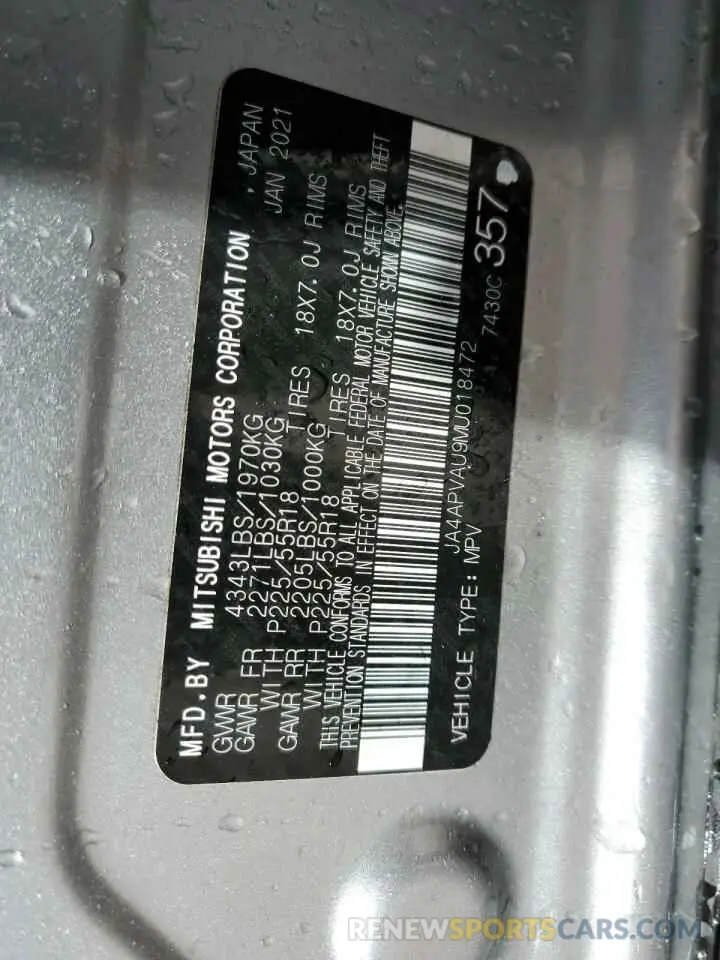 MFD.BY MITSUBISHI MOTORS CORPORATION , JAPAN
GVWR 4343LBS/1970KG JAN 2021
GAWR FR 2271LBS/1030KG
WITH P225/55R18 TIRES 18X7.0J RIMS
GAWR RR 2205LBS/1000KG
WITH P225/55R18 TIRES 18X7.0J RIMS
THIS VEHICLE CONFORMS TO ALL APPLICABLE FEDERAL MOTOR VEHICLE SAFETY AND THEFT
PREVENTION STANDARDS IN EFFECT ON THE DATE OF MANUFACTURE SHOWN ABOVE.
JA4APVAU9MU018472
VEHICLE TYPE: MPV 7430C 357
RENEWSPORTSCARS.COM